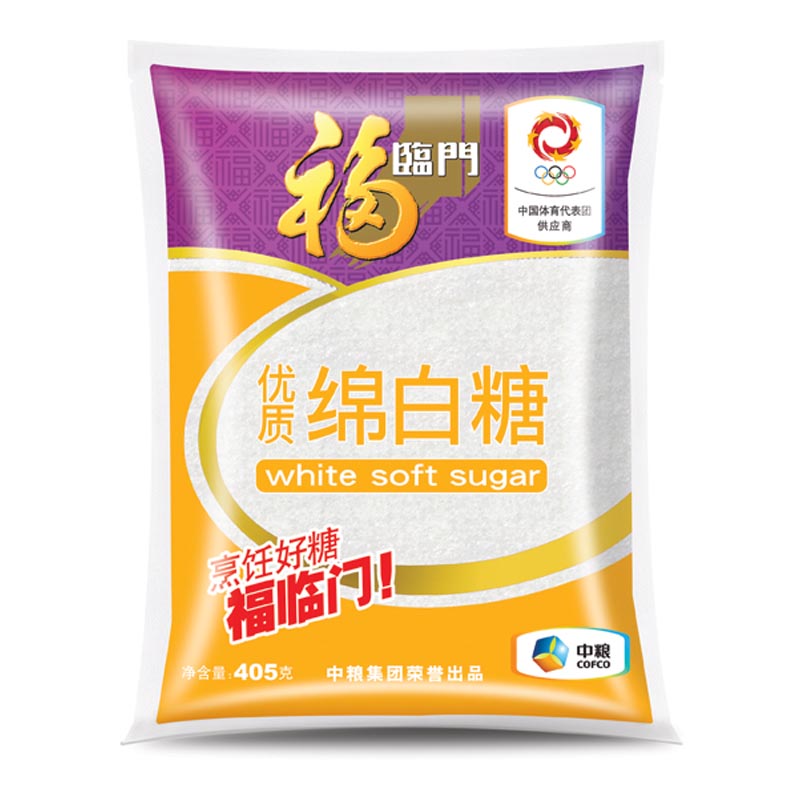 福臨門
中国体育代表团
供应商
优质 绵白糖
white soft sugar
烹饪好糖
福临门!
净含量:405克
中粮集团荣誉出品
中粮
COFCO